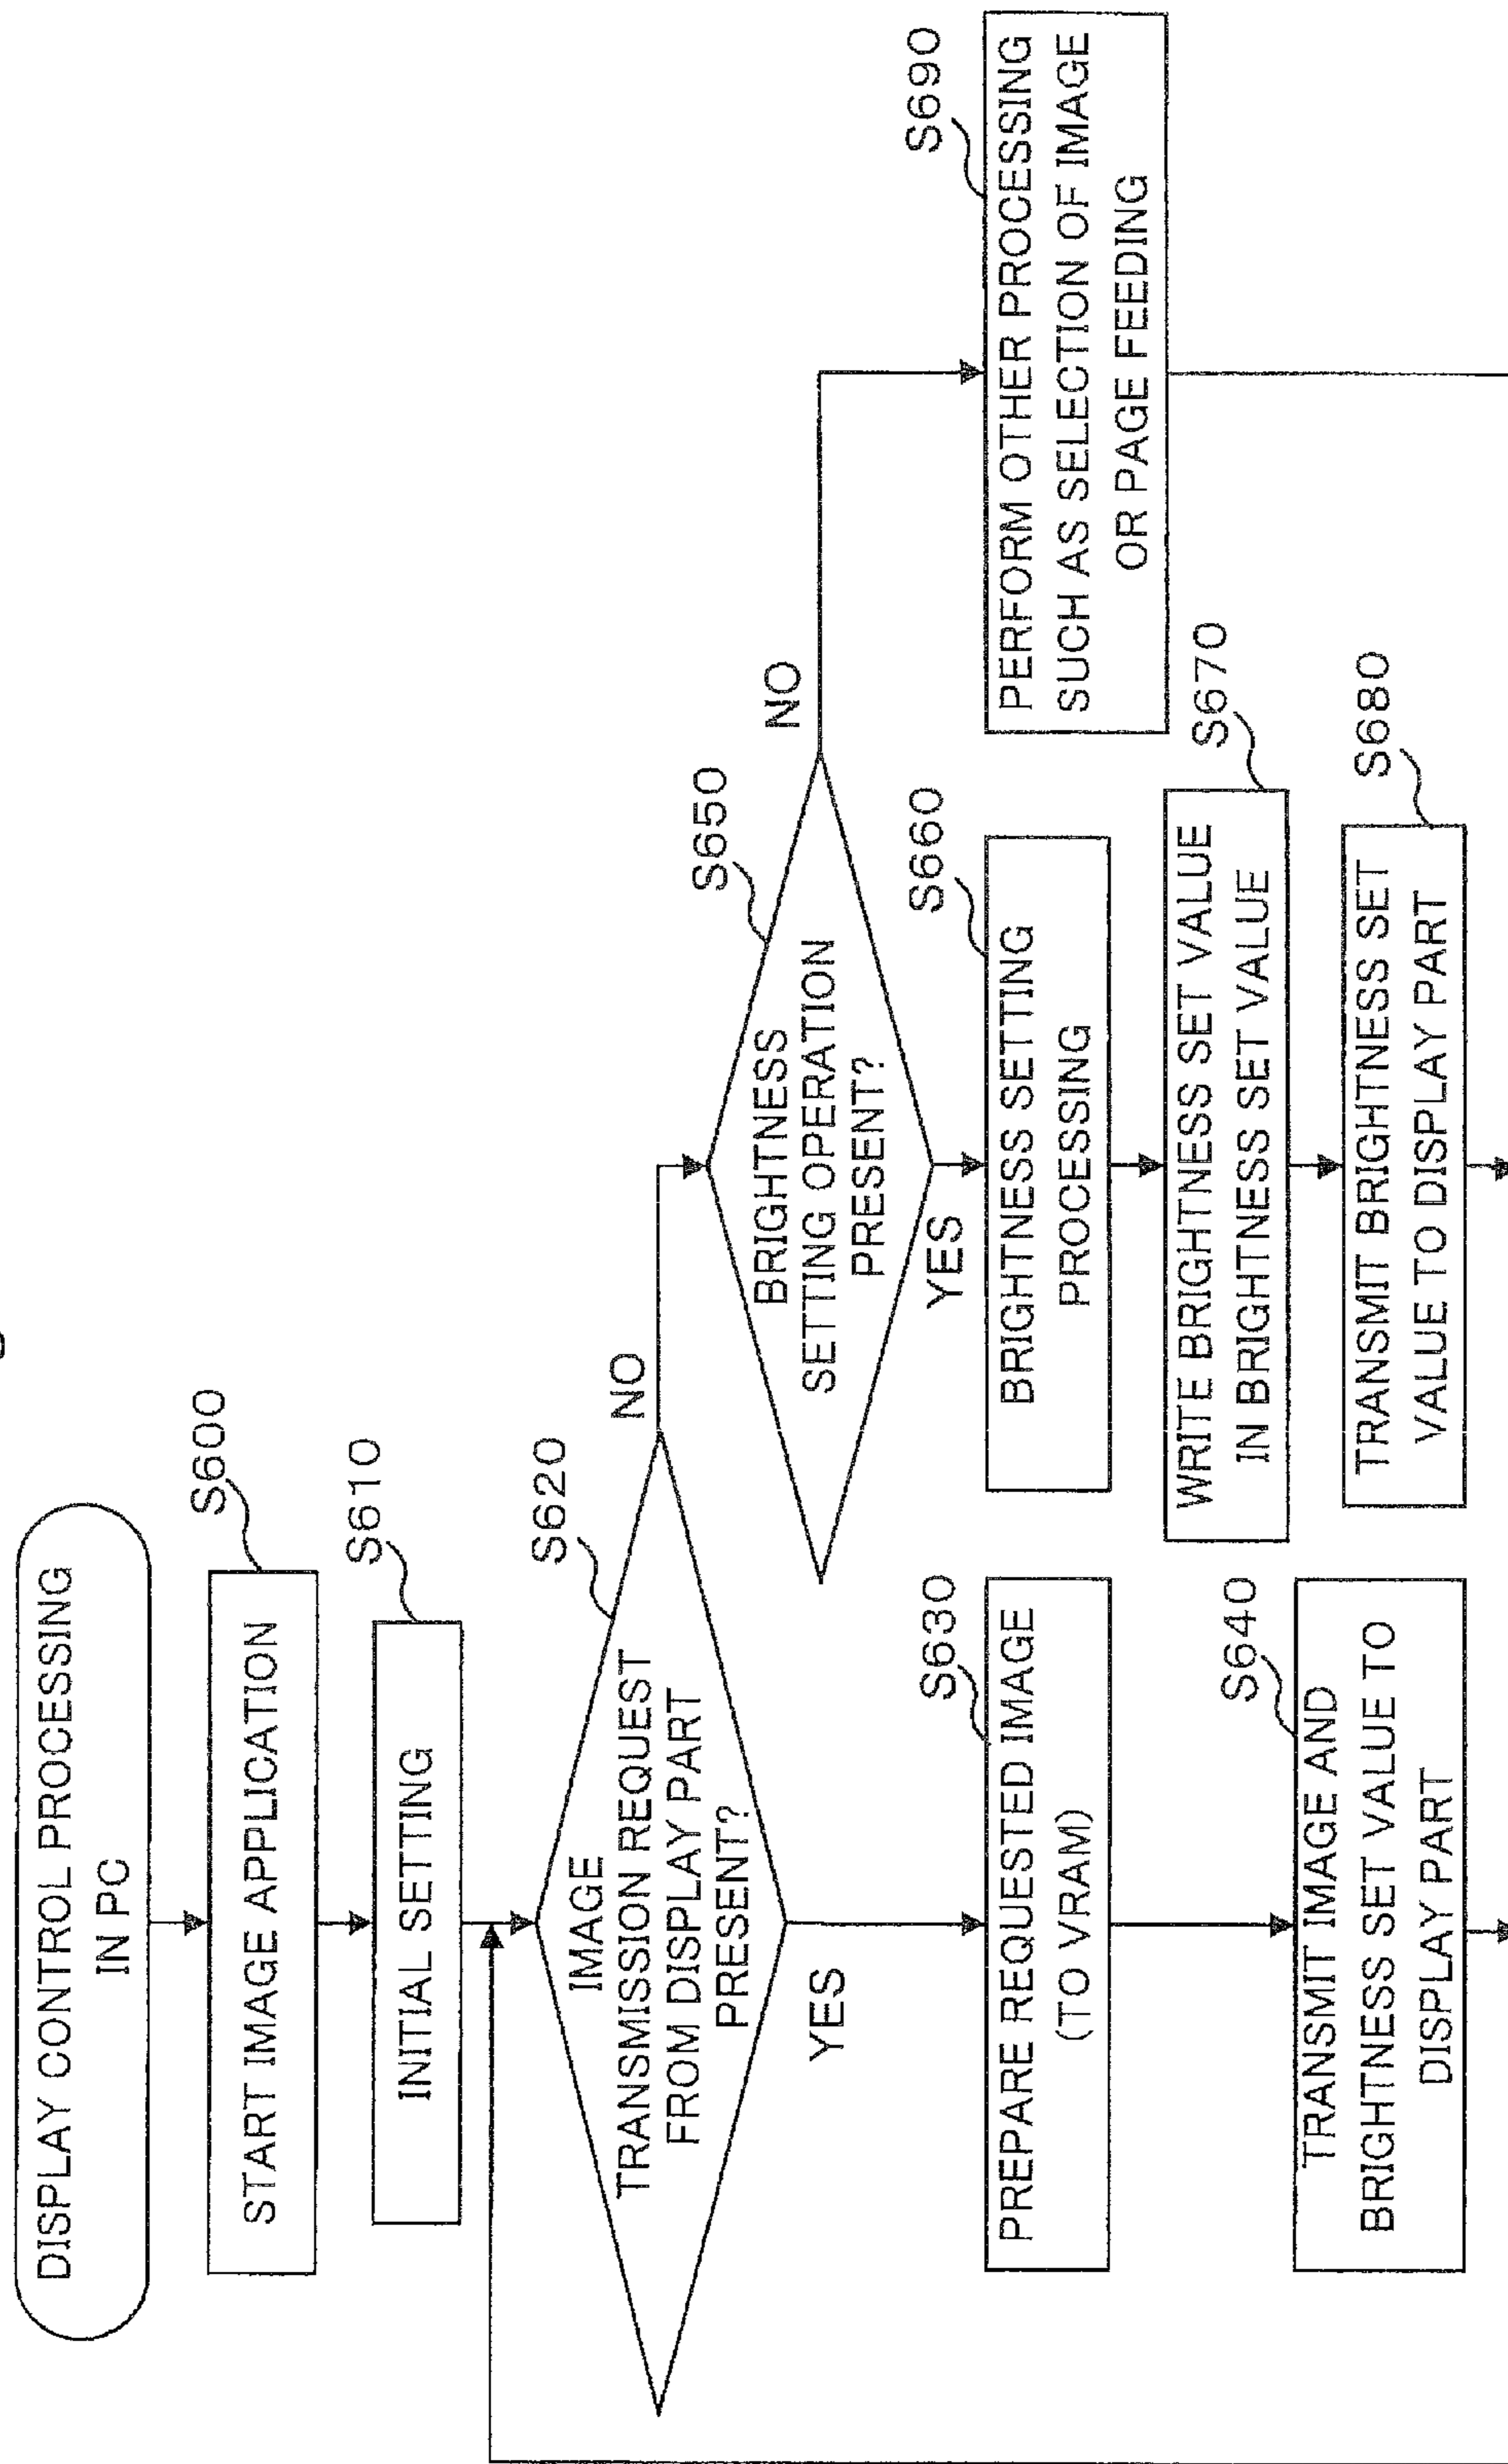 DISPLAY CONTROL PROCESSING
IN PC
S600
START IMAGE APPLICATION
S610
INITIAL SETTING
S620
IMAGE
TRANSMISSION REQUEST
FROM DISPLAY PART
PRESENT?
NO
YES
S630
PREPARE REQUESTED IMAGE
(TO VRAM)
S640
TRANSMIT IMAGE AND
BRIGHTNESS SET VALUE TO
DISPLAY PART
S650
BRIGHTNESS
SETTING OPERATION
PRESENT?
NO
YES
S660
BRIGHTNESS SETTING
PROCESSING
S670
WRITE BRIGHTNESS SET VALUE
IN BRIGHTNESS SET VALUE
S680
TRANSMIT BRIGHTNESS SET
VALUE TO DISPLAY PART
S690
PERFORM OTHER PROCESSING
SUCH AS SELECTION OF IMAGE
OR PAGE FEEDING